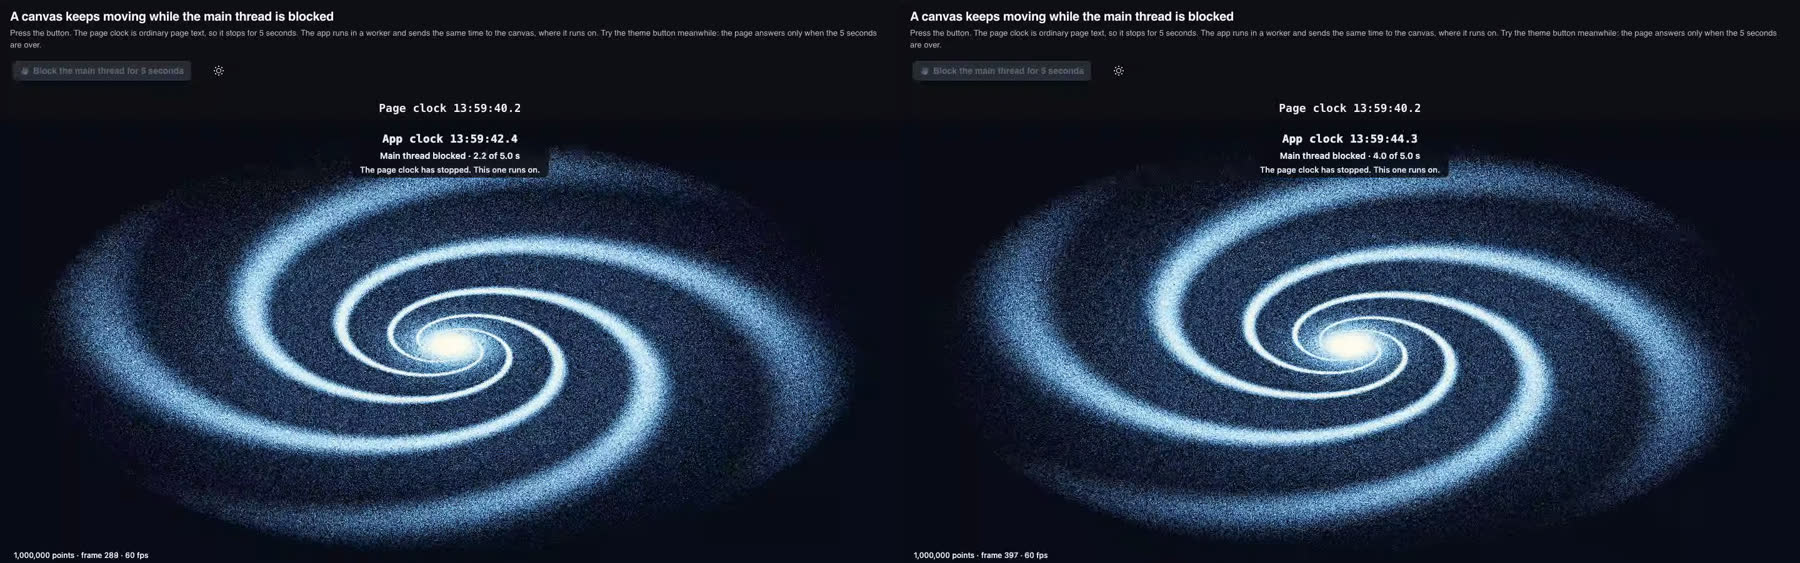 A canvas keeps moving while the main thread is blocked
Press the button. The page clock is ordinary page text, so it stops for 5 seconds. The app runs in a worker and sends the same time to the canvas, where it runs on. Try the theme button meanwhile: the page answers only when the 5 seconds
are over.
Block the main thread for 5 seconds
Page clock 13:59:40.2
App clock 13:59:42.4
Main thread blocked · 2.2 of 5.0 s
The page clock has stopped. This one runs on.
1,000,000 points · frame 289 · 60 fps
A canvas keeps moving while the main thread is blocked
Press the button. The page clock is ordinary page text, so it stops for 5 seconds. The app runs in a worker and sends the same time to the canvas, where it runs on. Try the theme button meanwhile: the page answers only when the 5 seconds
are over.
Block the main thread for 5 seconds
Page clock 13:59:40.2
App clock 13:59:44.3
Main thread blocked · 4.0 of 5.0 s
The page clock has stopped. This one runs on.
1,000,000 points · frame 397 · 60 fps